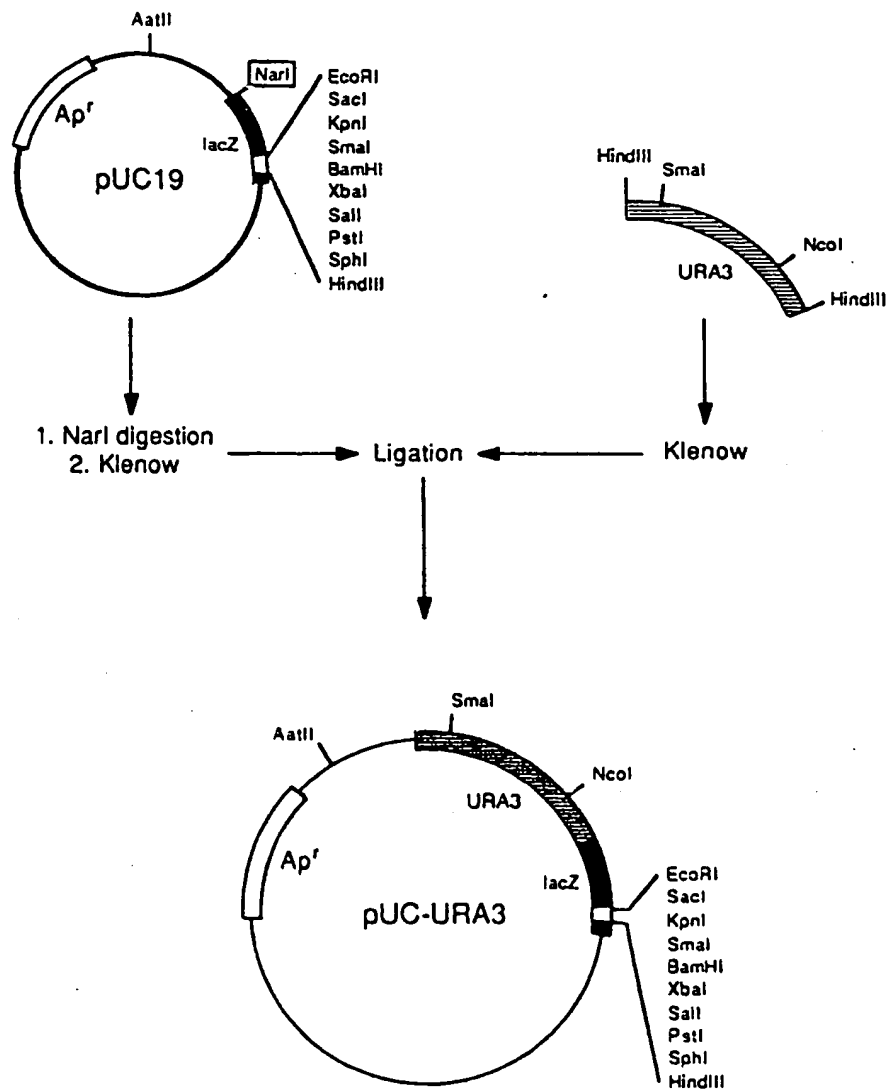 AatII
NarI
Ap^r
lacZ
pUC19
EcoRI
SacI
KpnI
SmaI
BamHI
XbaI
SalI
PstI
SphI
HindIII
HindIII
SmaI
NcoI
URA3
HindIII
1. NarI digestion
2. Klenow
Ligation
Klenow
AatII
SmaI
NcoI
URA3
Ap^r
lacZ
pUC-URA3
EcoRI
SacI
KpnI
SmaI
BamHI
XbaI
SalI
PstI
SphI
HindIII